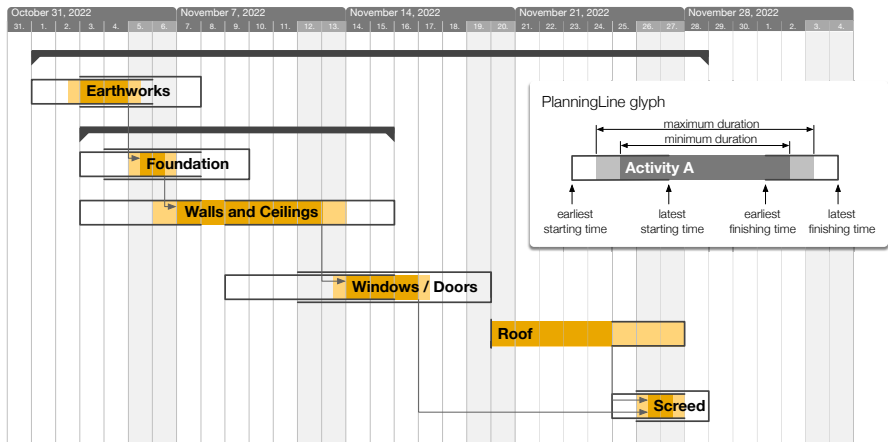 October 31, 2022 November 7, 2022 November 14, 2022 November 21, 2022 November 28, 2022
31. 1. 2. 3. 4. 5. 6. 7. 8. 9. 10. 11. 12. 13. 14. 15. 16. 17. 18. 19. 20. 21. 22. 23. 24. 25. 26. 27. 28. 29. 30. 1. 2. 3. 4.
Earthworks
PlanningLine glyph
maximum duration
minimum duration
Activity A
earliest starting time
latest starting time
earliest finishing time
latest finishing time
Foundation
Walls and Ceilings
Windows / Doors
Roof
Screed